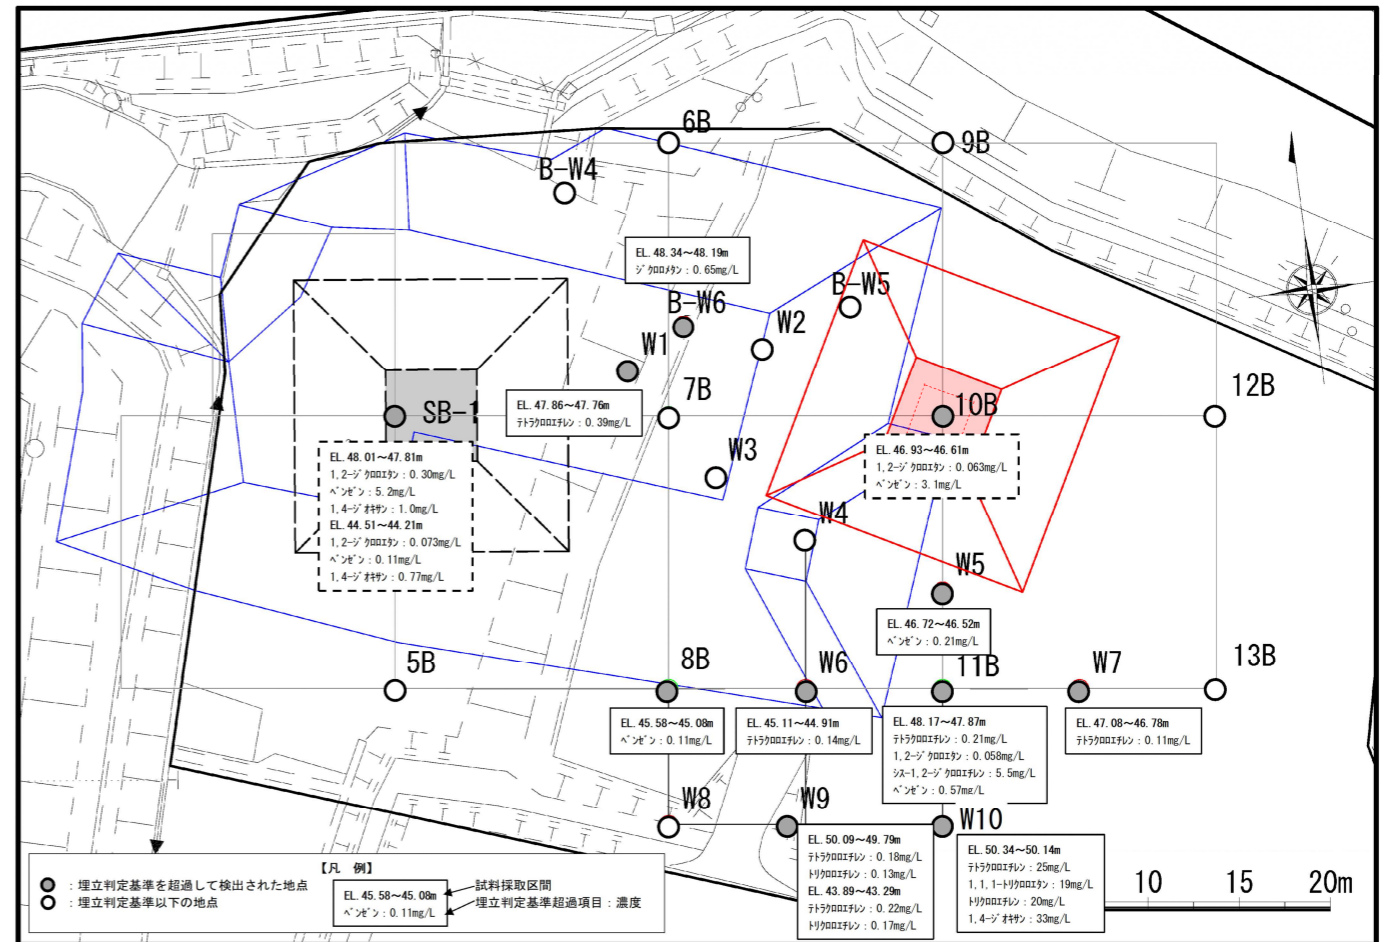 6B
9B
B-W4
EL. 48.34～48.19m
ジクロロメタン : 0.65mg/L
B-W6
B-W5
W2
W1
EL. 47.86～47.76m
テトラクロロエチレン : 0.39mg/L
7B
SB-1
10B
12B
EL. 48.01～47.81m
1,2-ジクロロエタン : 0.30mg/L
ベンゼン : 5.2mg/L
1,4-ジオキサン : 1.0mg/L
EL. 44.51～44.21m
1,2-ジクロロエタン : 0.073mg/L
ベンゼン : 0.11mg/L
1,4-ジオキサン : 0.77mg/L
W3
EL. 46.93～46.61m
1,2-ジクロロエタン : 0.063mg/L
ベンゼン : 3.1mg/L
W4
W5
EL. 46.72～46.52m
ベンゼン : 0.21mg/L
5B
8B
W6
11B
W7
13B
EL. 45.58～45.08m
ベンゼン : 0.11mg/L
EL. 45.11～44.91m
テトラクロロエチレン : 0.14mg/L
EL. 48.17～47.87m
テトラクロロエチレン : 0.21mg/L
1,2-ジクロロエタン : 0.058mg/L
シス-1,2-ジクロロエチレン : 5.5mg/L
ベンゼン : 0.57mg/L
EL. 47.08～46.78m
テトラクロロエチレン : 0.11mg/L
W8
W9
W10
EL. 50.09～49.79m
テトラクロロエチレン : 0.18mg/L
トリクロロエチレン : 0.13mg/L
EL. 43.89～43.29m
テトラクロロエチレン : 0.22mg/L
トリクロロエチレン : 0.17mg/L
EL. 50.34～50.14m
テトラクロロエチレン : 25mg/L
1,1,1-トリクロロエタン : 19mg/L
トリクロロエチレン : 20mg/L
1,4-ジオキサン : 33mg/L
10 15 20m
【凡 例】
: 埋立判定基準を超過して検出された地点
: 埋立判定基準以下の地点
EL. 45.58～45.08m
ベンゼン : 0.11mg/L
試料採取区間
埋立判定基準超過項目 : 濃度